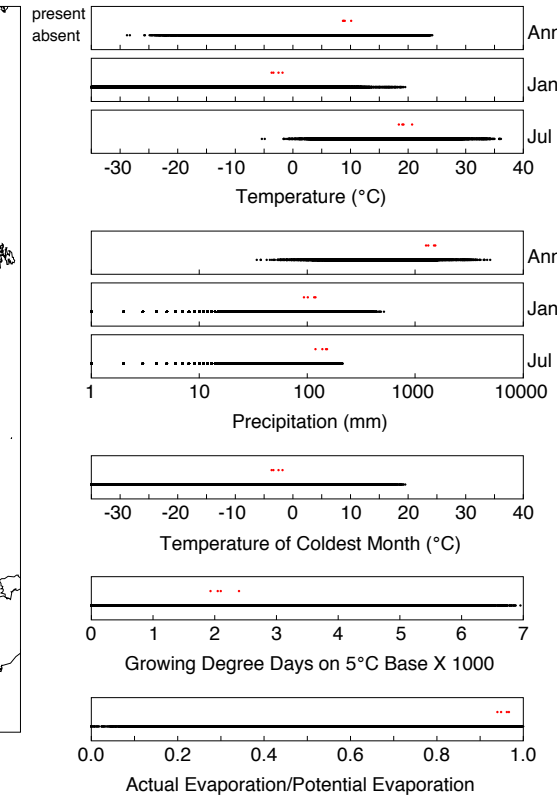 present
absent
Ann
Jan
Jul
-30 -20 -10 0 10 20 30 40
Temperature (°C)
Ann
Jan
Jul
1 10 100 1000 10000
Precipitation (mm)
-30 -20 -10 0 10 20 30 40
Temperature of Coldest Month (°C)
0 1 2 3 4 5 6 7
Growing Degree Days on 5°C Base X 1000
0.0 0.2 0.4 0.6 0.8 1.0
Actual Evaporation/Potential Evaporation